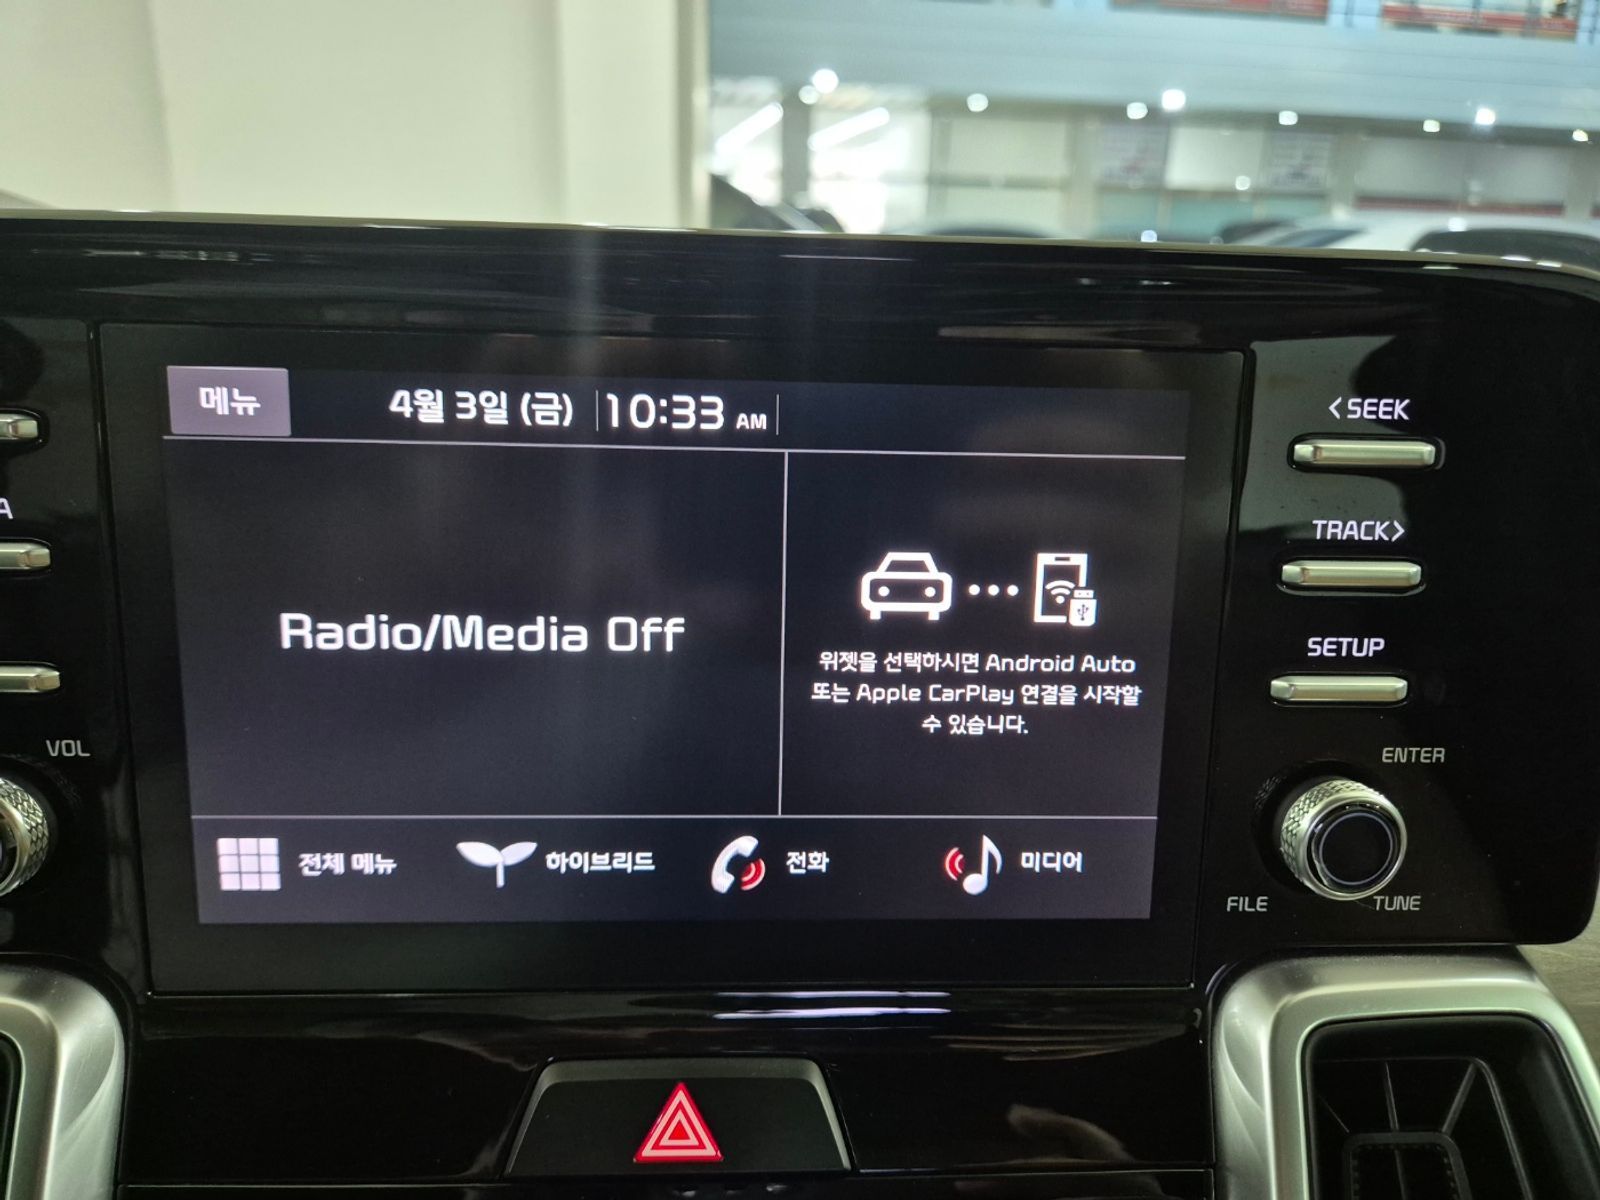 메뉴
4월 3일 (금)
10:33 AM
Radio/Media Off
위젯을 선택하시면 Android Auto
또는 Apple CarPlay 연결을 시작할
수 있습니다.
전체 메뉴
하이브리드
전화
미디어
A
VOL
<SEEK
TRACK>
SETUP
ENTER
FILE
TUNE